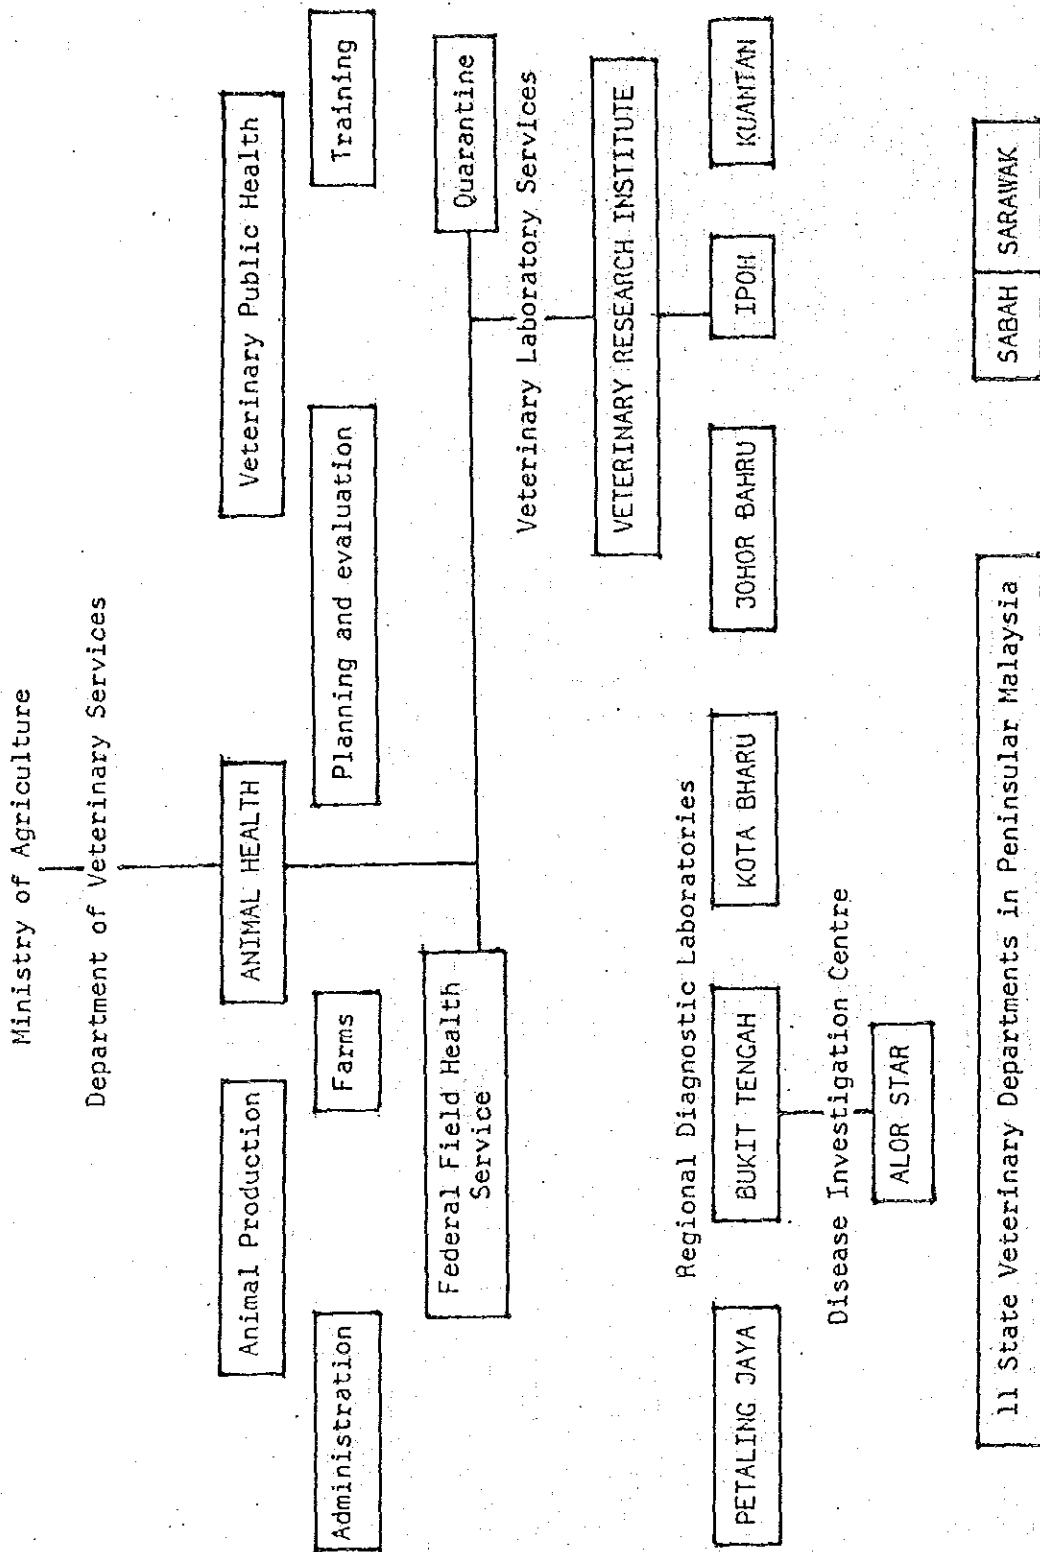 Ministry of Agriculture
Department of Veterinary Services
Animal Production
ANIMAL HEALTH
Veterinary Public Health
Administration
Farms
Planning and evaluation
Training
Federal Field Health
Service
Quarantine
Veterinary Laboratory Services
VETERINARY RESEARCH INSTITUTE
Regional Diagnostic Laboratories
PETALING JAYA
BUKIT TENGAH
KOTA BHARU
JOHOR BAHRU
IPOH
KUANTAN
Disease Investigation Centre
ALOR STAR
11 State Veterinary Departments in Peninsular Malaysia
SABAH
SARAWAK